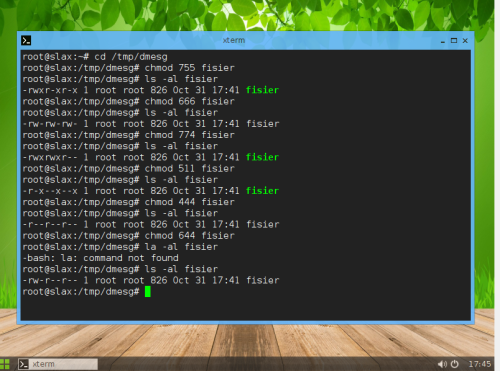 xterm
root@slax:~# cd /tmp/dmesg
root@slax:/tmp/dmesg# chmod 755 fisier
root@slax:/tmp/dmesg# ls -al fisier
-rwxr-xr-x 1 root root 826 Oct 31 17:41 fisier
root@slax:/tmp/dmesg# chmod 666 fisier
root@slax:/tmp/dmesg# ls -al fisier
-rw-rw-rw- 1 root root 826 Oct 31 17:41 fisier
root@slax:/tmp/dmesg# chmod 774 fisier
root@slax:/tmp/dmesg# ls -al fisier
-rwxrwxr-- 1 root root 826 Oct 31 17:41 fisier
root@slax:/tmp/dmesg# chmod 511 fisier
root@slax:/tmp/dmesg# ls -al fisier
-r-x--x--x 1 root root 826 Oct 31 17:41 fisier
root@slax:/tmp/dmesg# chmod 444 fisier
root@slax:/tmp/dmesg# ls -al fisier
-r--r--r-- 1 root root 826 Oct 31 17:41 fisier
root@slax:/tmp/dmesg# chmod 644 fisier
root@slax:/tmp/dmesg# la -al fisier
-bash: la: command not found
root@slax:/tmp/dmesg# ls -al fisier
-rw-r--r-- 1 root root 826 Oct 31 17:41 fisier
root@slax:/tmp/dmesg#
xterm
17:45